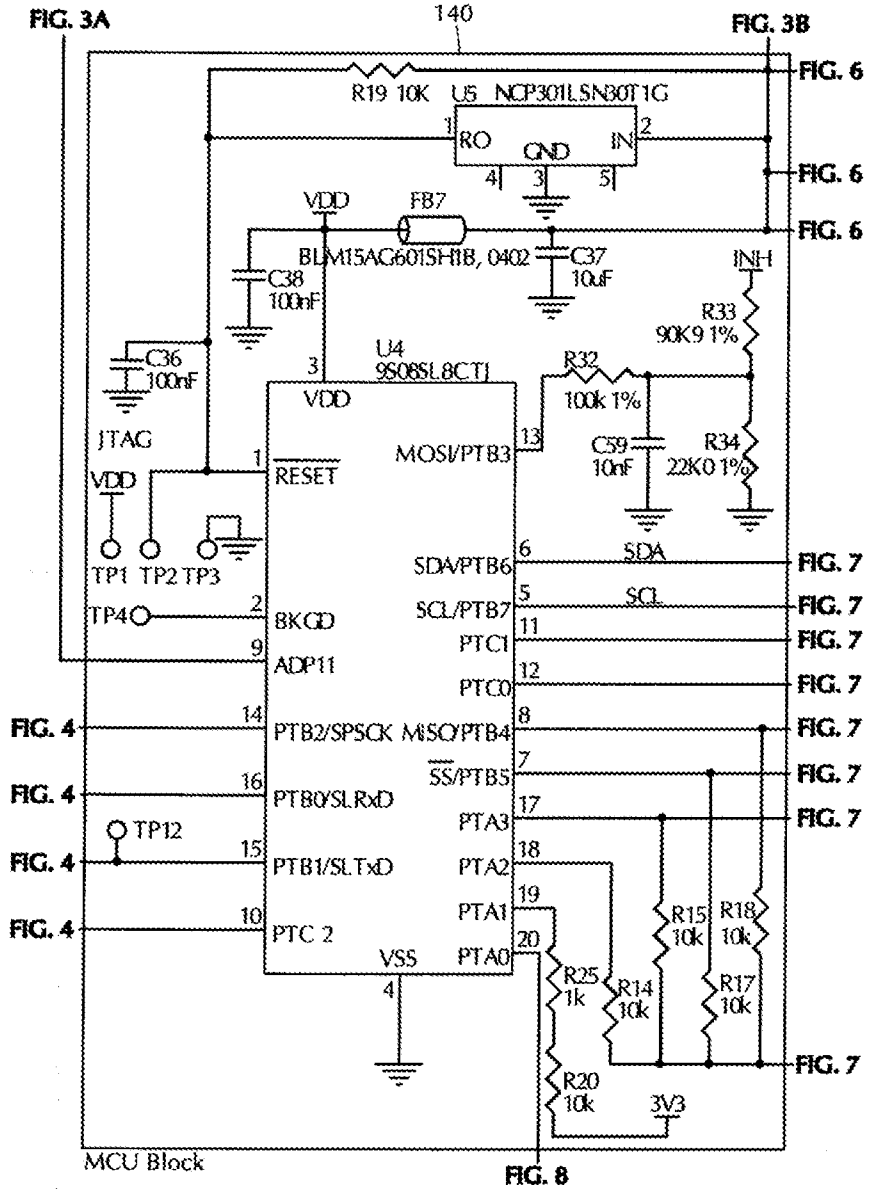 FIG. 3A
140
FIG. 3B
FIG. 6
R19 10K
U5 NCP301LSN30T1G
1 RO
IN 2
GND
4 3 5
FIG. 6
VDD
FB7
FIG. 6
BLM15AG601SH1B, 0402
C38
100nF
C37
10uF
INH
R33
90K9 1%
C36
100nF
3
U4
9S08SL8CTJ
VDD
R32
100k 1%
JTAG
13
MOSI/PTB3
C59
10nF
R34
22K0 1%
1
RESET
VDD
TP1 TP2 TP3
6
SDA/PTB6
SDA
FIG. 7
TP4
2
BKGD
5
SCL/PTB7
SCL
FIG. 7
11
PTC1
FIG. 7
9
ADP11
12
PTC0
FIG. 7
FIG. 4
14
PTB2/SPSCK
MISO/PTB4
8
FIG. 7
7
SS/PTB5
FIG. 7
FIG. 4
16
PTB0/SLRxD
17
PTA3
FIG. 7
TP12
FIG. 4
15
PTB1/SLTxD
18
PTA2
19
PTA1
FIG. 4
10
PTC 2
20
PTA0
VSS
4
R15
10k
R18
10k
R25
1k
R14
10k
R17
10k
FIG. 7
R20
10k
3V3
MCU Block
FIG. 8